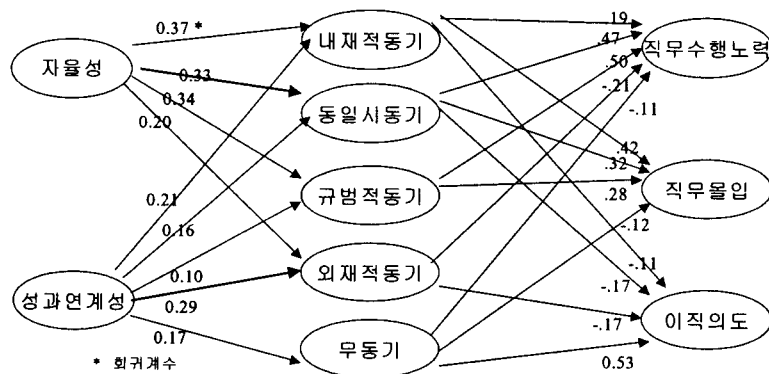 0.37 *
내재적동기
.19
직무수행노력
.47
자율성
0.33
.50
0.34
동일시동기
-.21
0.20
-.11
.42
.32
0.21
규범적동기
.28
직무몰입
0.16
-.12
0.10
외재적동기
-.11
성과연계성
0.29
-.17
이직의도
0.17
무동기
-.17
* 회귀계수
0.53